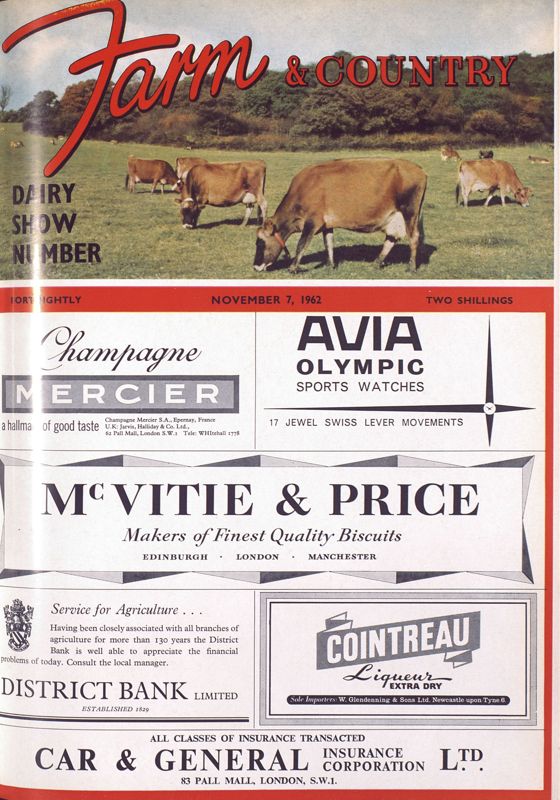 Farm & COUNTRY
DAIRY
SHOW
NUMBER
FORTNIGHTLY NOVEMBER 7, 1962 TWO SHILLINGS
Champagne
MERCIER
a hallma of good taste
Champagne Mercier S.A., Epernay, France
U.K: Jarvis, Halliday & Co. Ltd.,
62 Pall Mall, London S.W.1 Tele: WHItehall 1778
AVIA
OLYMPIC
SPORTS WATCHES
17 JEWEL SWISS LEVER MOVEMENTS
Mc VITIE & PRICE
Makers of Finest Quality Biscuits
EDINBURGH · LONDON · MANCHESTER
Service for Agriculture . . .
Having been closely associated with all branches of
agriculture for more than 130 years the District
Bank is well able to appreciate the financial
problems of today. Consult the local manager.
DISTRICT BANK LIMITED
ESTABLISHED 1829
COINTREAU
Liqueur
EXTRA DRY
Sole Importers: W. Glendenning & Sons Ltd. Newcastle upon Tyne 6.
ALL CLASSES OF INSURANCE TRANSACTED
CAR & GENERAL INSURANCE CORPORATION LTD.
83 PALL MALL, LONDON, S.W.1.